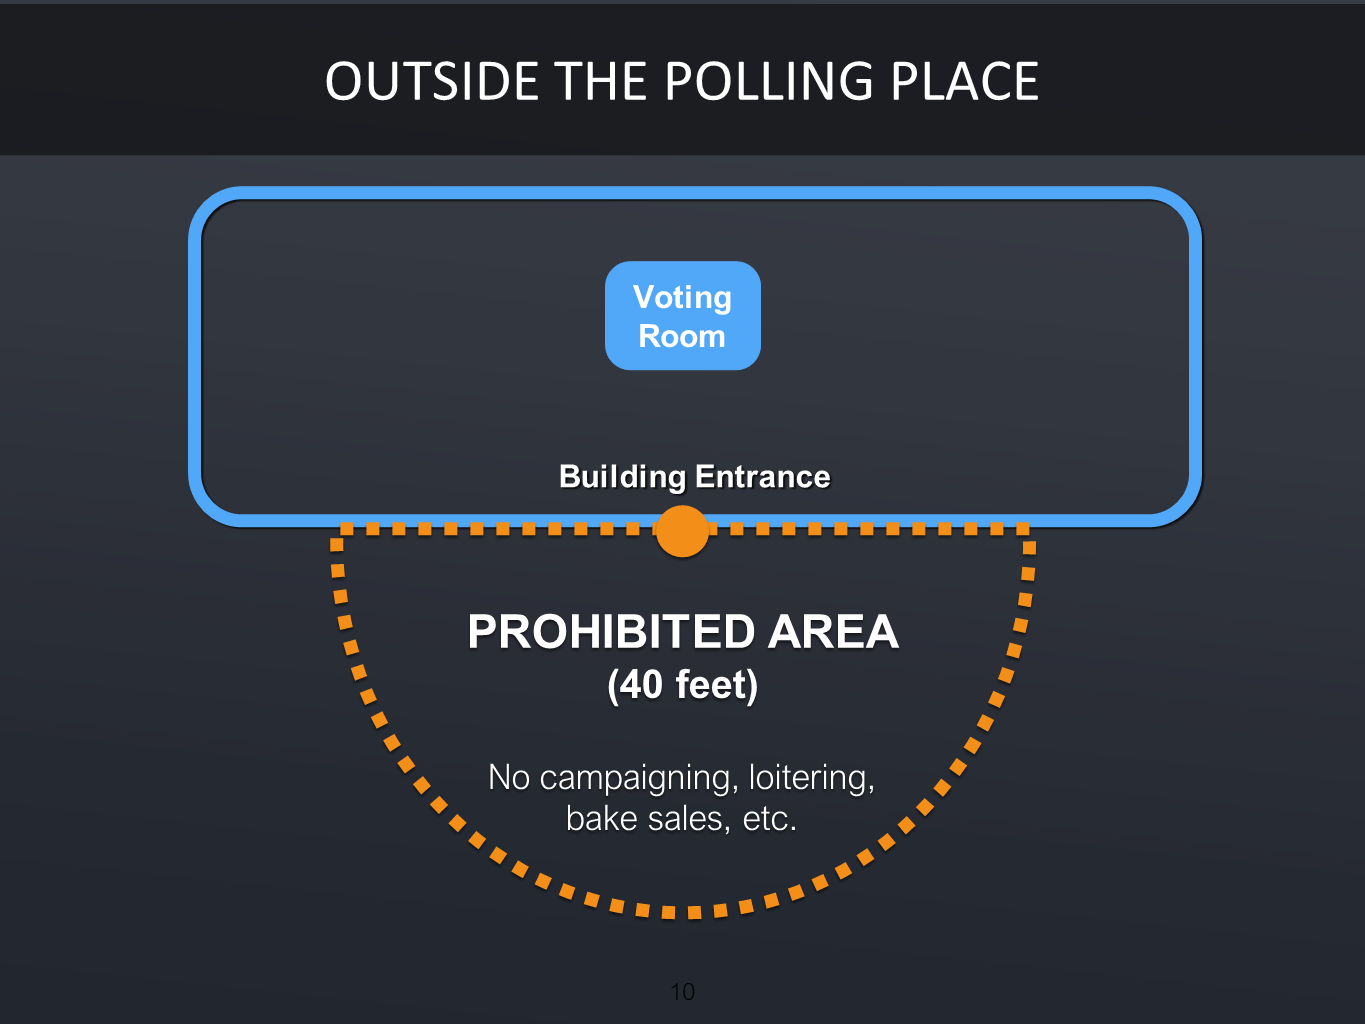 OUTSIDE THE POLLING PLACE
Voting
Room
Building Entrance
PROHIBITED AREA
(40 feet)
No campaigning, loitering,
bake sales, etc.
10